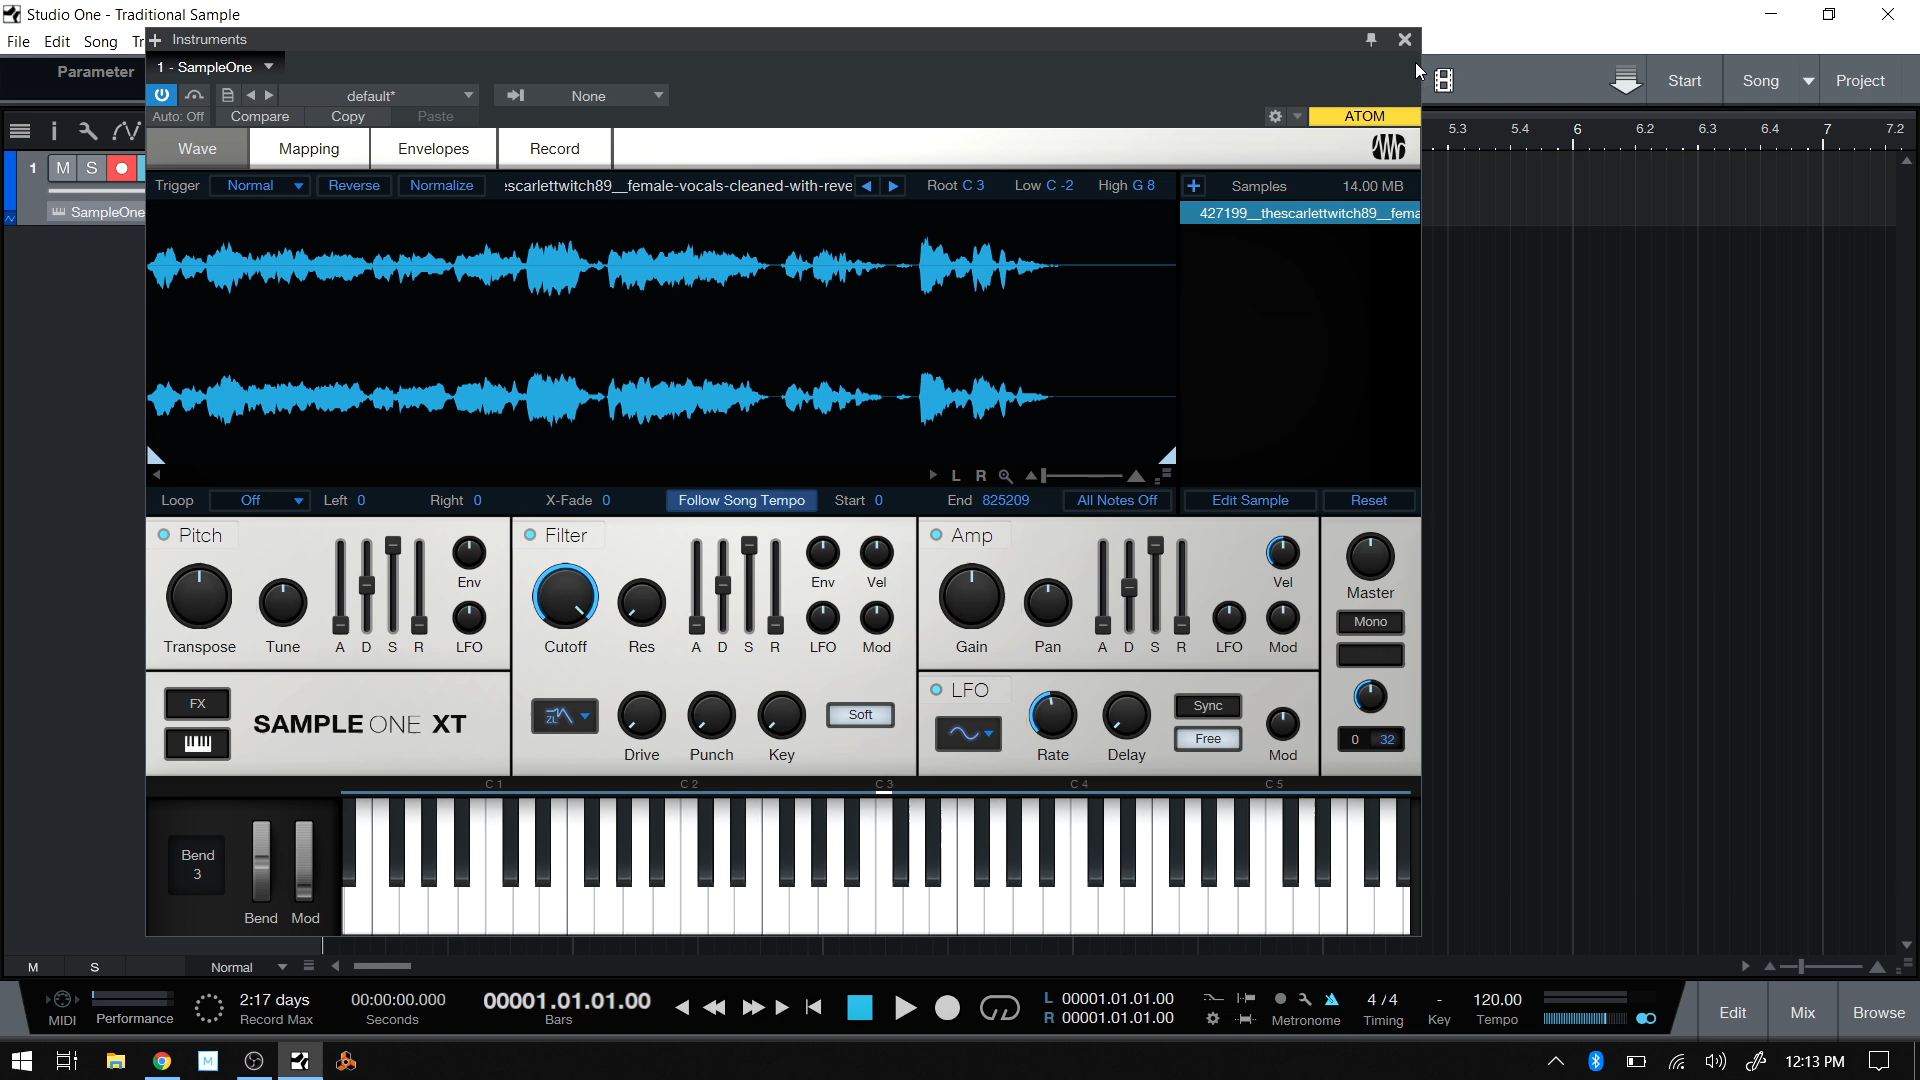 Studio One - Traditional Sample
File Edit Song Tr
Instruments
Parameter
1 - SampleOne
default*
None
Auto: Off Compare Copy Paste
ATOM
Start Song Project
Wave Mapping Envelopes Record
5.3 5.4 6 6.2 6.3 6.4 7 7.2
1 M S
Trigger Normal Reverse Normalize scarlettwitch89__female-vocals-cleaned-with-reve Root C 3 Low C -2 High G 8 Samples 14.00 MB
SampleOne
427199__thescarlettwitch89__fema
L R
Loop Off Left 0 Right 0 X-Fade 0 Follow Song Tempo Start 0 End 825209 All Notes Off Edit Sample Reset
Pitch Filter Amp
Env Env Vel Vel
Master
Mono
Transpose Tune A D S R LFO Cutoff Res A D S R LFO Mod Gain Pan A D S R LFO Mod
LFO
FX
SAMPLE ONE XT
ZL
Soft
Sync
Free
0 32
Drive Punch Key Rate Delay Mod
C 1 C 2 C 3 C 4 C 5
Bend
3
Bend Mod
M S Normal
2:17 days 00:00:00.000 00001.01.01.00 L 00001.01.01.00 4 / 4 - 120.00
MIDI Performance Record Max Seconds Bars R 00001.01.01.00 Metronome Timing Key Tempo
Edit Mix Browse
M
12:13 PM